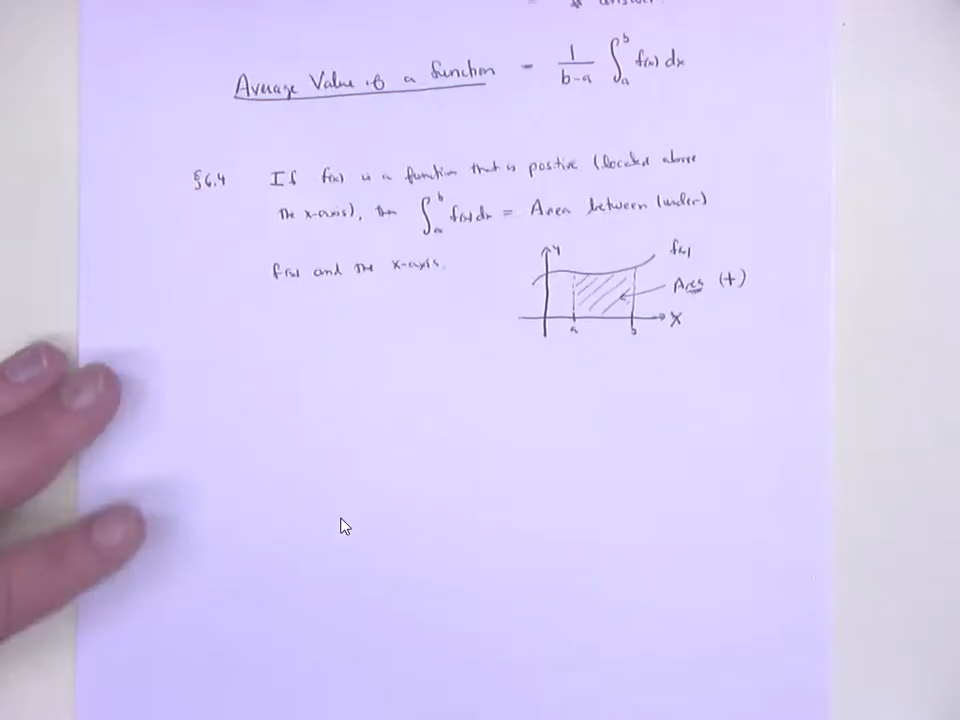 answer
Average Value of a function = 1/(b-a) ∫_a^b f(x) dx
§6.4 If f(x) is a function that is positive (located above
the x-axis), then ∫_a^b f(x) dx = Area between (under)
f(x) and the x-axis.
y
f(x)
Area (+)
x
a b